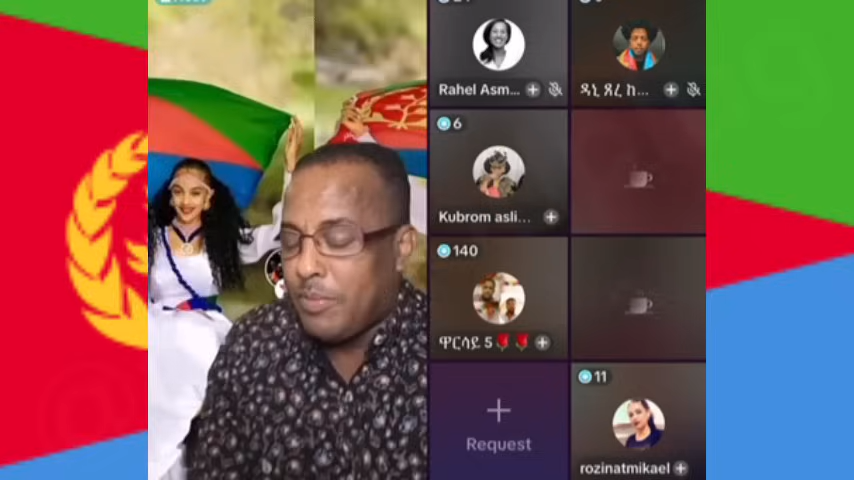 Rahel Asm...
ዳኒ ጸረ ከ...
6
Kubrom asli...
140
ዋርሳይ 5🌹🌹
+ Request
11
rozinatmikael